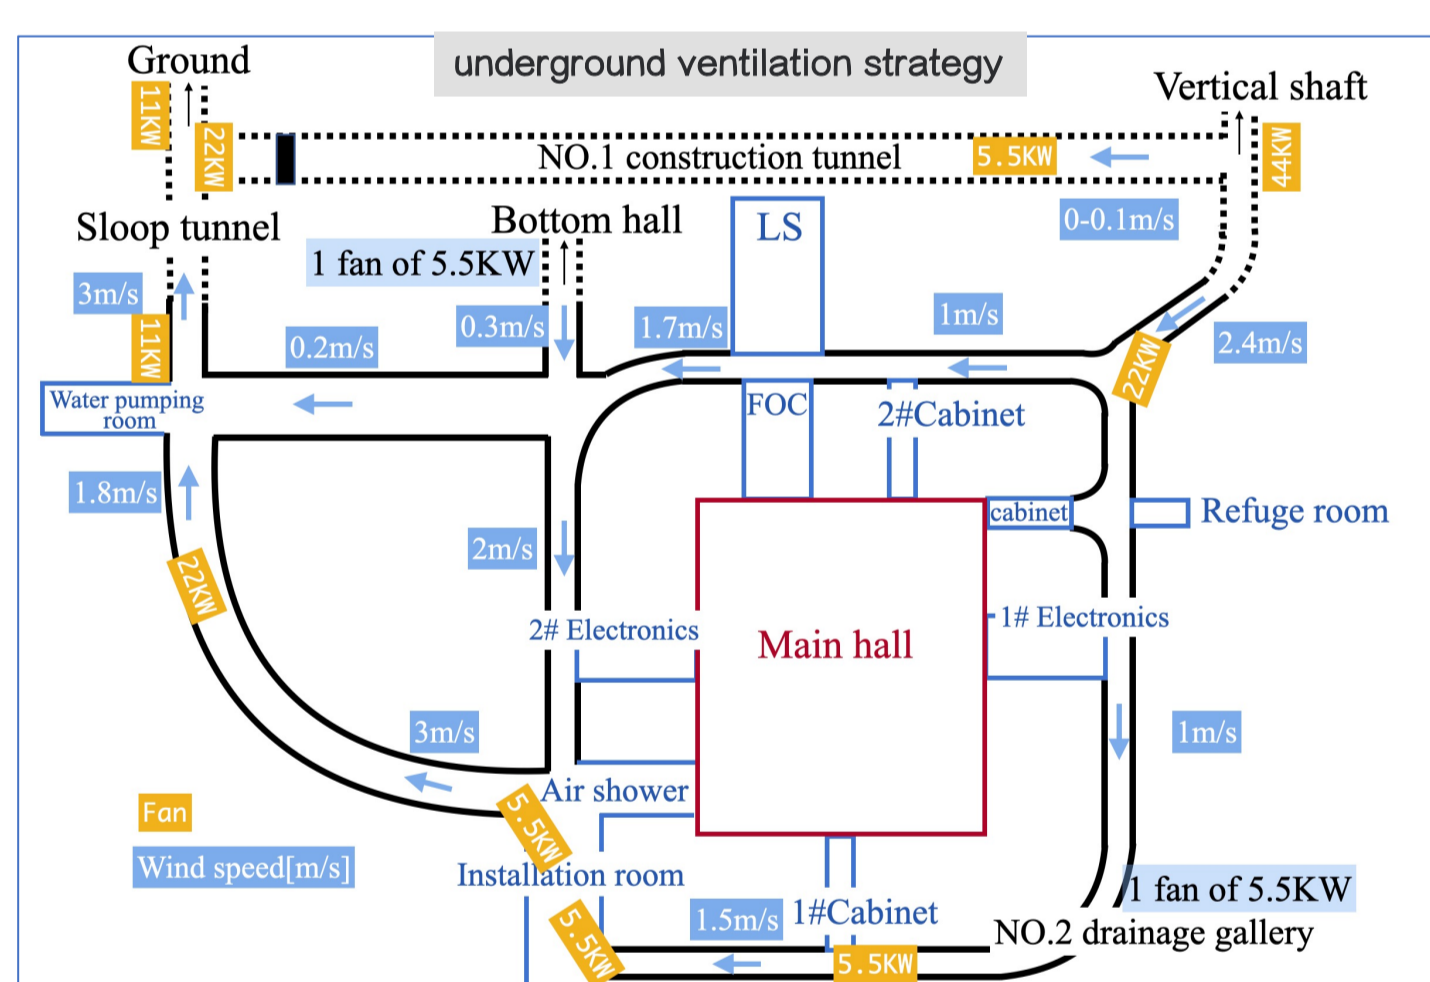 underground ventilation strategy
Ground
Vertical shaft
11KW
22KW
NO.1 construction tunnel
5.5KW
44KW
Sloop tunnel
Bottom hall
LS
0-0.1m/s
1 fan of 5.5KW
3m/s
11KW
0.2m/s
0.3m/s
1.7m/s
1m/s
2.4m/s
22KW
Water pumping
room
FOC
2#Cabinet
1.8m/s
cabinet
Refuge room
2m/s
22KW
2# Electronics
Main hall
1# Electronics
3m/s
1m/s
Air shower
Fan
5.5KW
Wind speed[m/s]
Installation room
1 fan of 5.5KW
1.5m/s
1#Cabinet
NO.2 drainage gallery
5.5KW
5.5KW